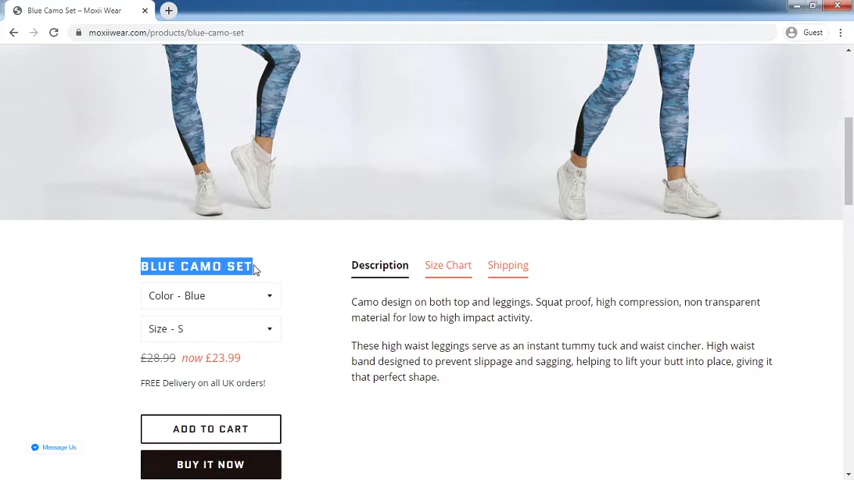 Blue Camo Set – Moxii Wear
moxiiwear.com/products/blue-camo-set
Guest
BLUE CAMO SET
Color - Blue
Size - S
£28.99 now £23.99
FREE Delivery on all UK orders!
ADD TO CART
BUY IT NOW
Description Size Chart Shipping
Camo design on both top and leggings. Squat proof, high compression, non transparent
material for low to high impact activity.
These high waist leggings serve as an instant tummy tuck and waist cincher. High waist
band designed to prevent slippage and sagging, helping to lift your butt into place, giving it
that perfect shape.
Message Us